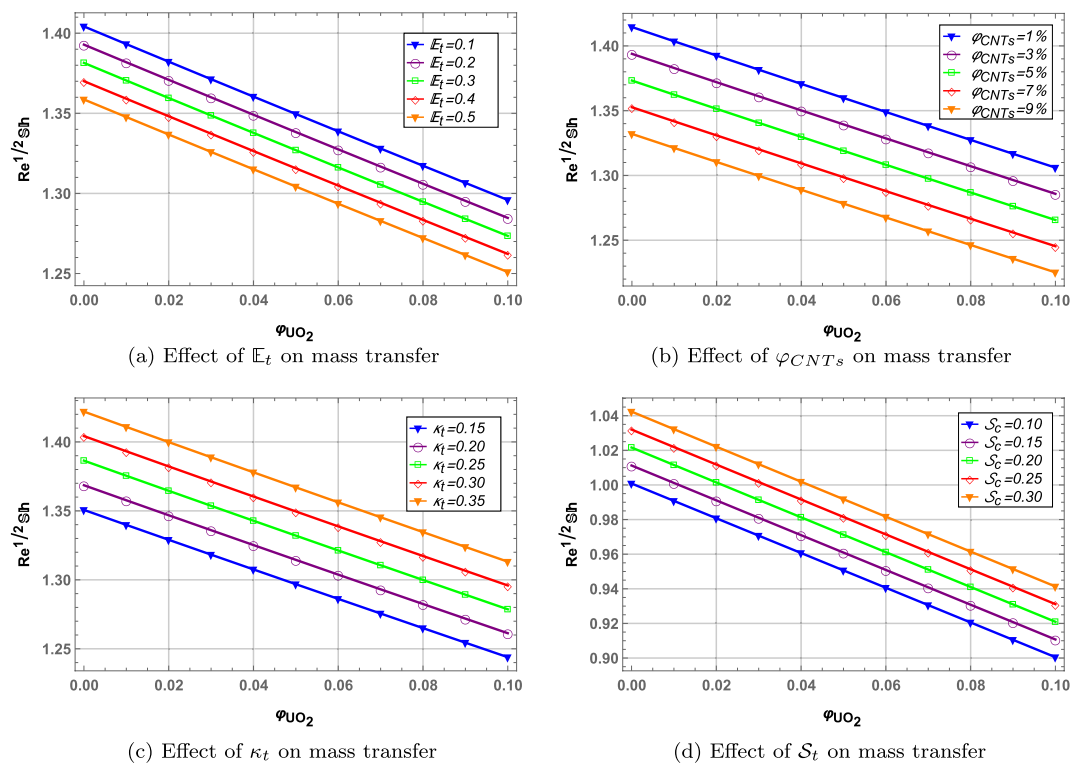 1.40
1.35
1.30
1.25
Re^1/2 Sh
0.00 0.02 0.04 0.06 0.08 0.10
φUO2
𝔼t=0.1
𝔼t=0.2
𝔼t=0.3
𝔼t=0.4
𝔼t=0.5
(a) Effect of 𝔼t on mass transfer
1.40
1.35
1.30
1.25
Re^1/2 Sh
0.00 0.02 0.04 0.06 0.08 0.10
φUO2
φCNTs=1%
φCNTs=3%
φCNTs=5%
φCNTs=7%
φCNTs=9%
(b) Effect of φCNTs on mass transfer
1.40
1.35
1.30
1.25
Re^1/2 Sh
0.00 0.02 0.04 0.06 0.08 0.10
φUO2
κt=0.15
κt=0.20
κt=0.25
κt=0.30
κt=0.35
(c) Effect of κt on mass transfer
1.04
1.02
1.00
0.98
0.96
0.94
0.92
0.90
Re^1/2 Sh
0.00 0.02 0.04 0.06 0.08 0.10
φUO2
𝒮c=0.10
𝒮c=0.15
𝒮c=0.20
𝒮c=0.25
𝒮c=0.30
(d) Effect of 𝒮t on mass transfer